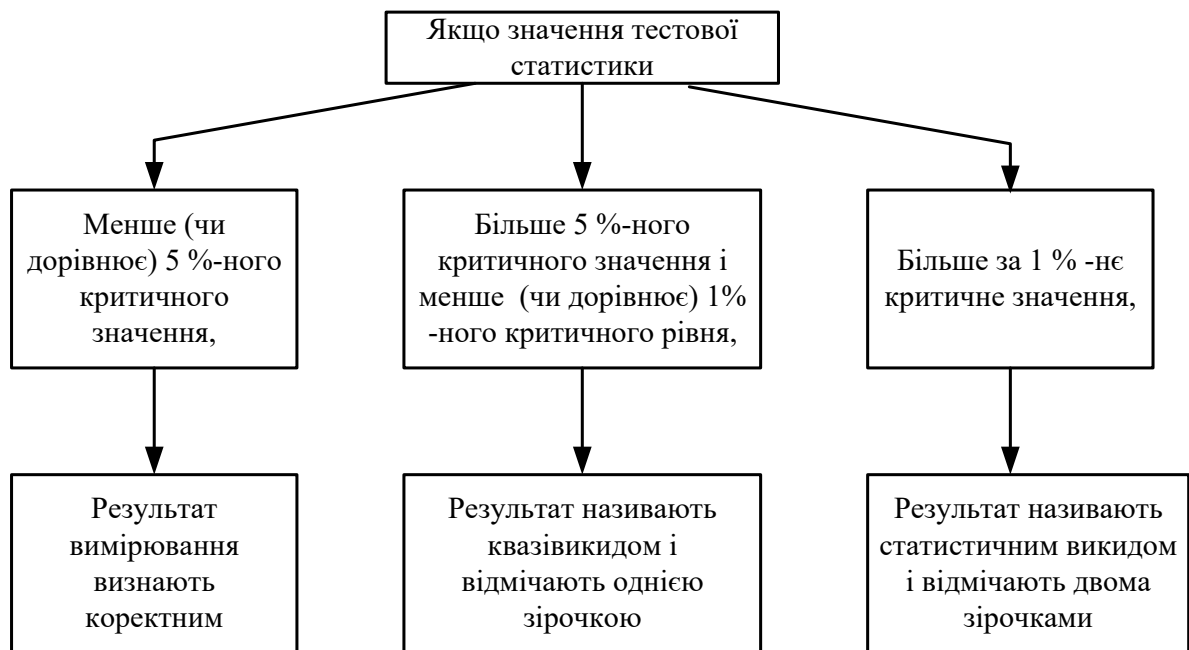 Якщо значення тестової
статистики
Менше (чи
дорівнює) 5 %-ного
критичного
значення,
Більше 5 %-ного
критичного значення і
менше  (чи дорівнює) 1%
-ного критичного рівня,
Більше за 1 % -нє
критичне значення,
Результат
вимірювання
визнають
коректним
Результат називають
квазівикидом і
відмічають однією
зірочкою
Результат називають
статистичним викидом
і відмічають двома
зірочками